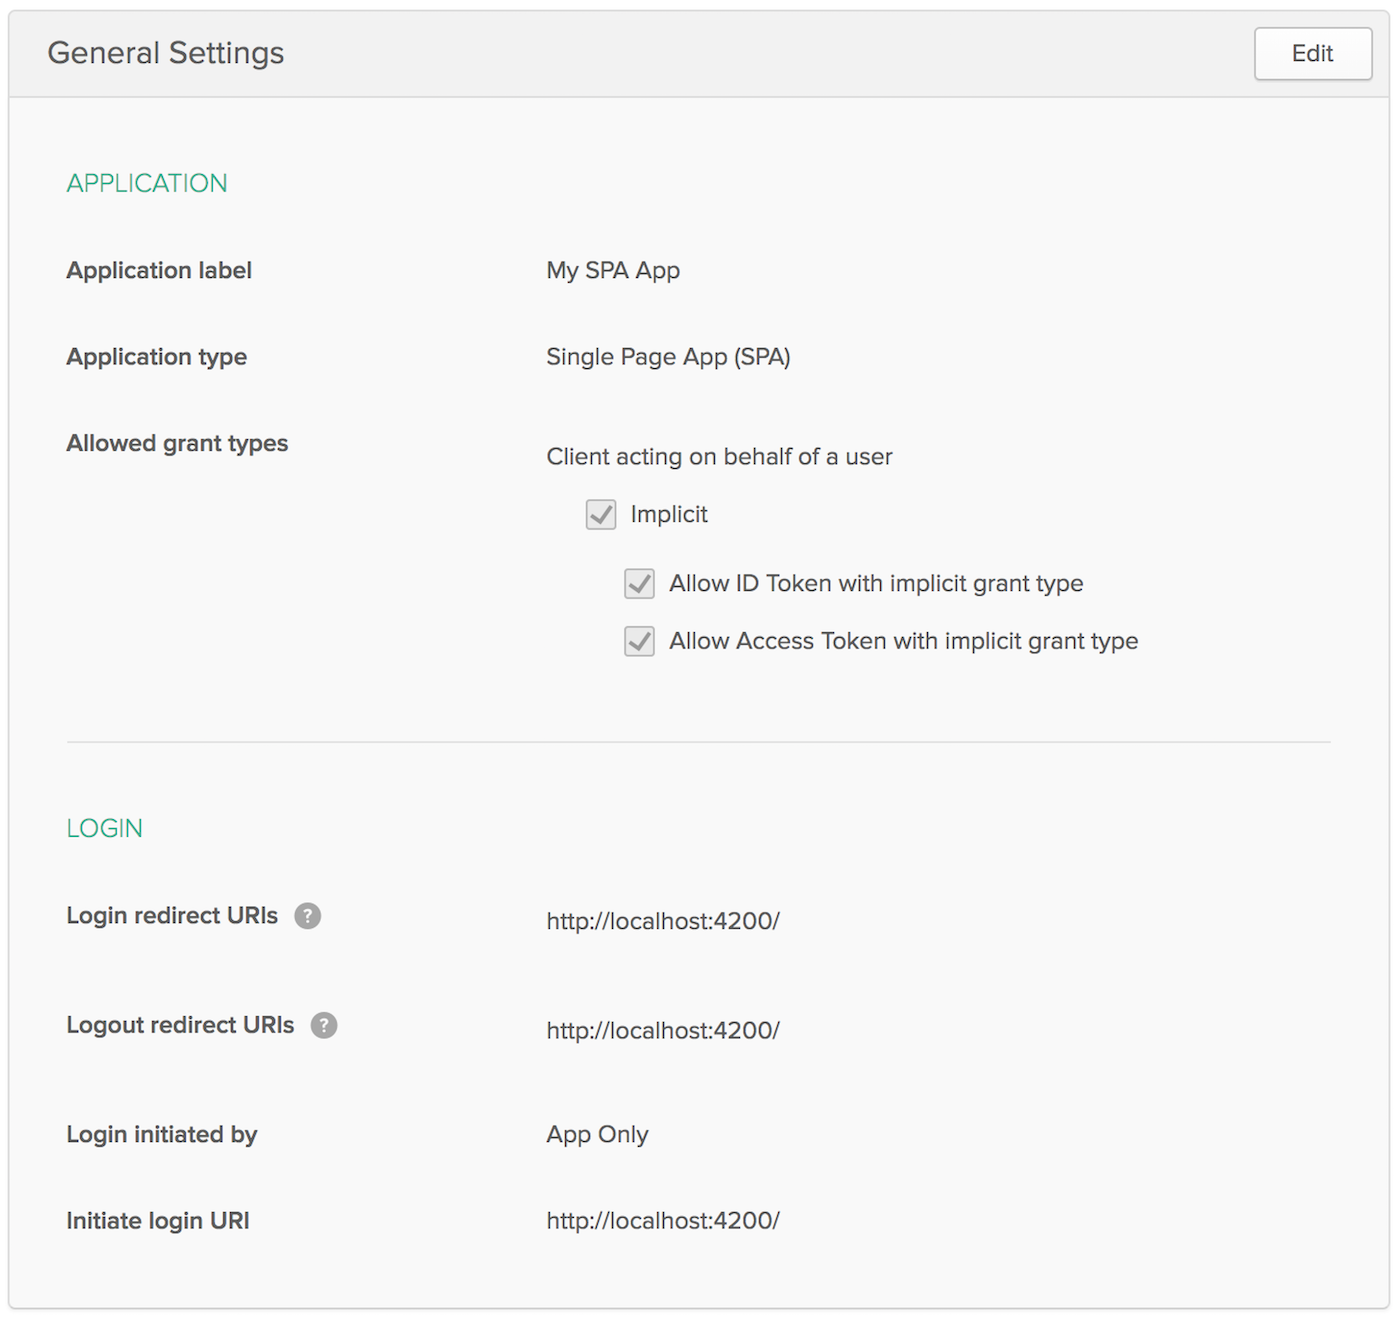 General Settings
Edit
APPLICATION
Application label
My SPA App
Application type
Single Page App (SPA)
Allowed grant types
Client acting on behalf of a user
Implicit
Allow ID Token with implicit grant type
Allow Access Token with implicit grant type
LOGIN
Login redirect URIs ?
http://localhost:4200/
Logout redirect URIs ?
http://localhost:4200/
Login initiated by
App Only
Initiate login URI
http://localhost:4200/